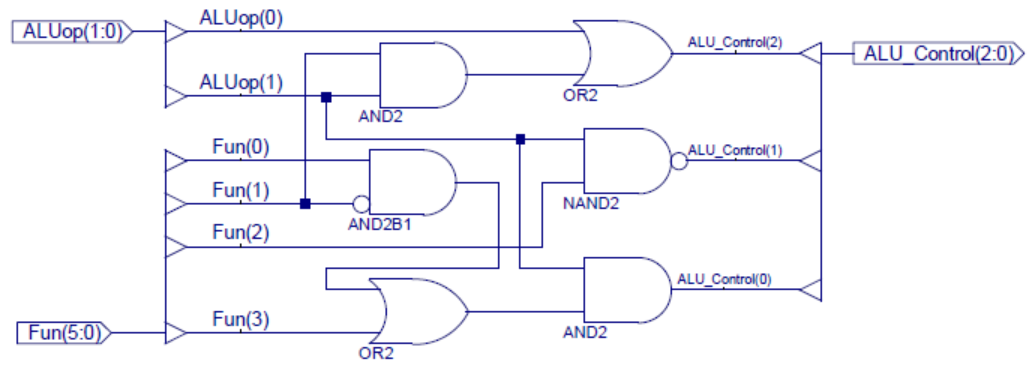 ALUop(1:0)
ALUop(0)
ALU_Control(2)
ALU_Control(2:0)
ALUop(1)
OR2
AND2
Fun(0)
ALU_Control(1)
Fun(1)
NAND2
AND2B1
Fun(2)
ALU_Control(0)
Fun(5:0)
Fun(3)
AND2
OR2